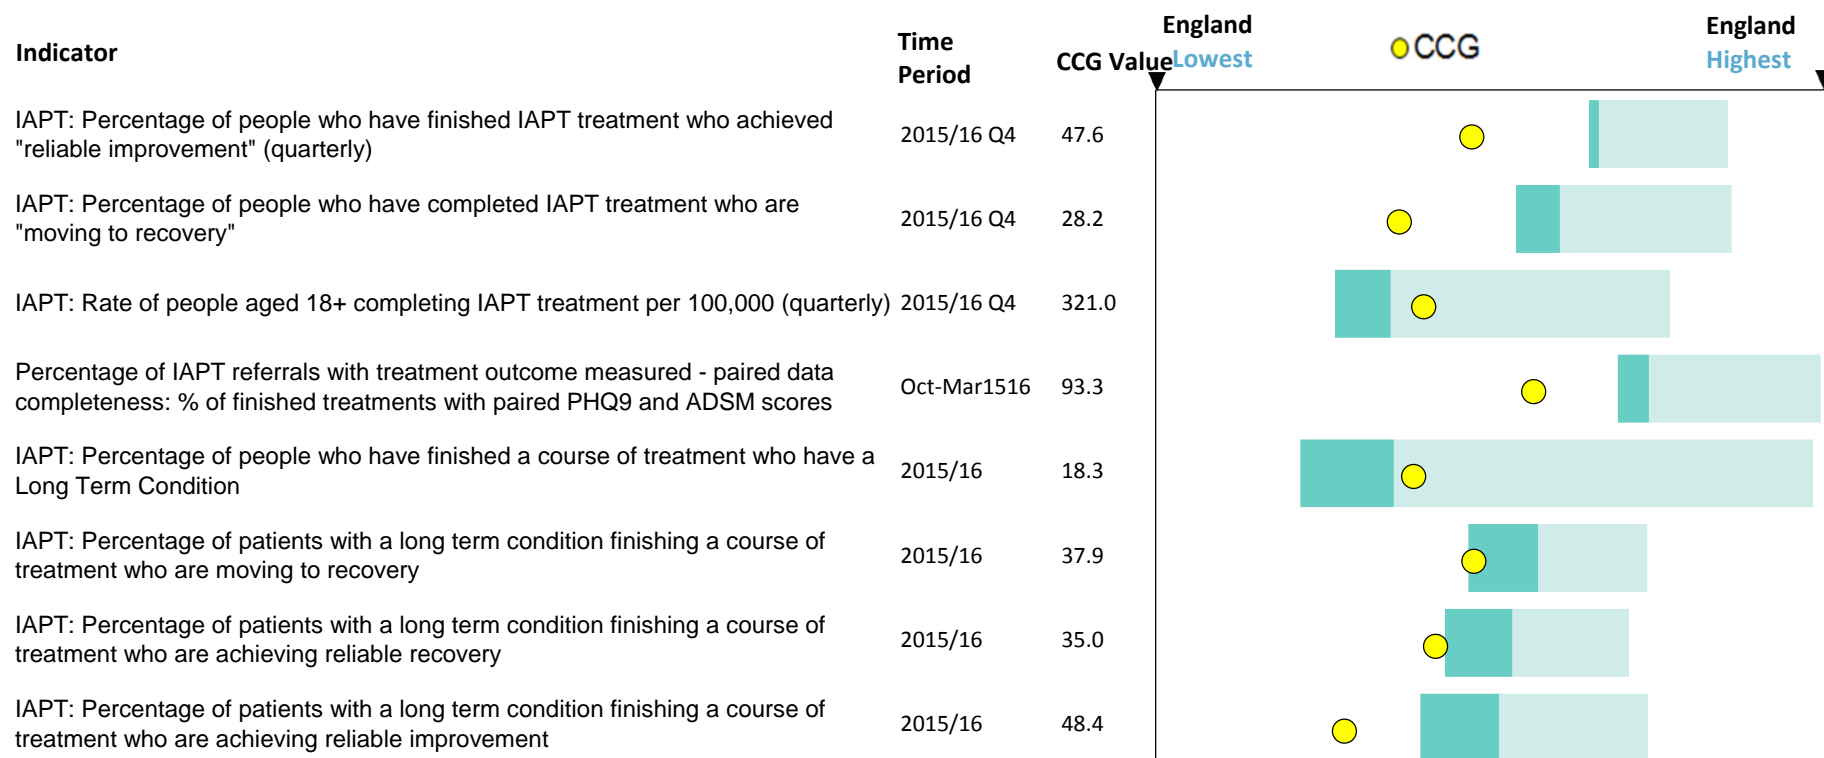 Indicator
Time
Period
CCG Value
England
Lowest
CCG
England
Highest
IAPT: Percentage of people who have finished IAPT treatment who achieved
"reliable improvement" (quarterly)
2015/16 Q4
47.6
IAPT: Percentage of people who have completed IAPT treatment who are
"moving to recovery"
2015/16 Q4
28.2
IAPT: Rate of people aged 18+ completing IAPT treatment per 100,000 (quarterly)
2015/16 Q4
321.0
Percentage of IAPT referrals with treatment outcome measured - paired data
completeness: % of finished treatments with paired PHQ9 and ADSM scores
Oct-Mar1516
93.3
IAPT: Percentage of people who have finished a course of treatment who have a
Long Term Condition
2015/16
18.3
IAPT: Percentage of patients with a long term condition finishing a course of
treatment who are moving to recovery
2015/16
37.9
IAPT: Percentage of patients with a long term condition finishing a course of
treatment who are achieving reliable recovery
2015/16
35.0
IAPT: Percentage of patients with a long term condition finishing a course of
treatment who are achieving reliable improvement
2015/16
48.4